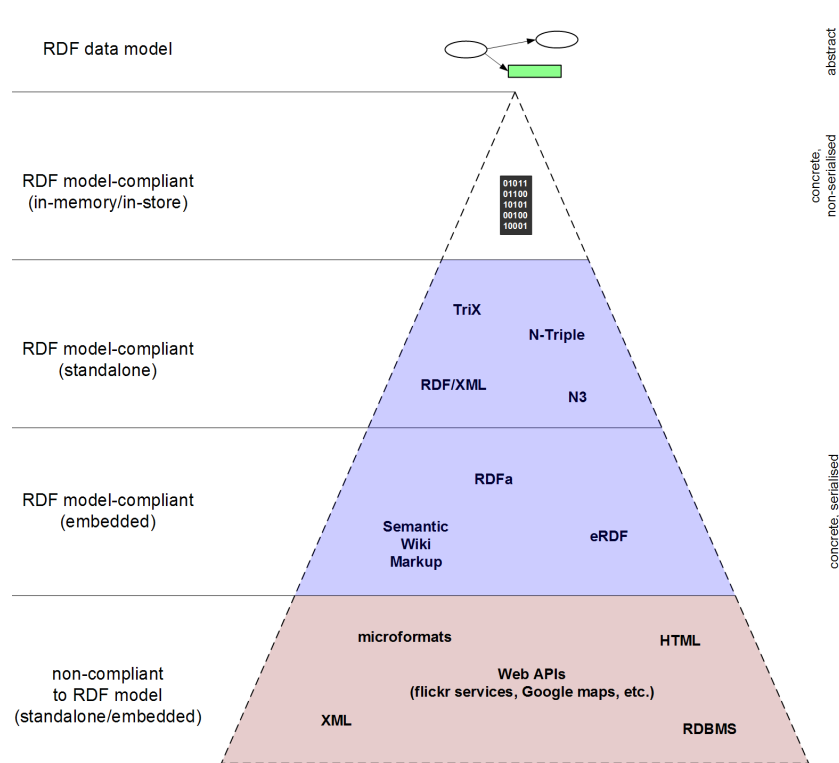 RDF data model
abstract
RDF model-compliant
(in-memory/in-store)
01011
01100
10101
00100
10001
concrete,
non-serialised
RDF model-compliant
(standalone)
TriX
N-Triple
RDF/XML
N3
RDF model-compliant
(embedded)
RDFa
Semantic
Wiki
Markup
eRDF
concrete, serialised
non-compliant
to RDF model
(standalone/embedded)
microformats
HTML
Web APIs
(flickr services, Google maps, etc.)
XML
RDBMS